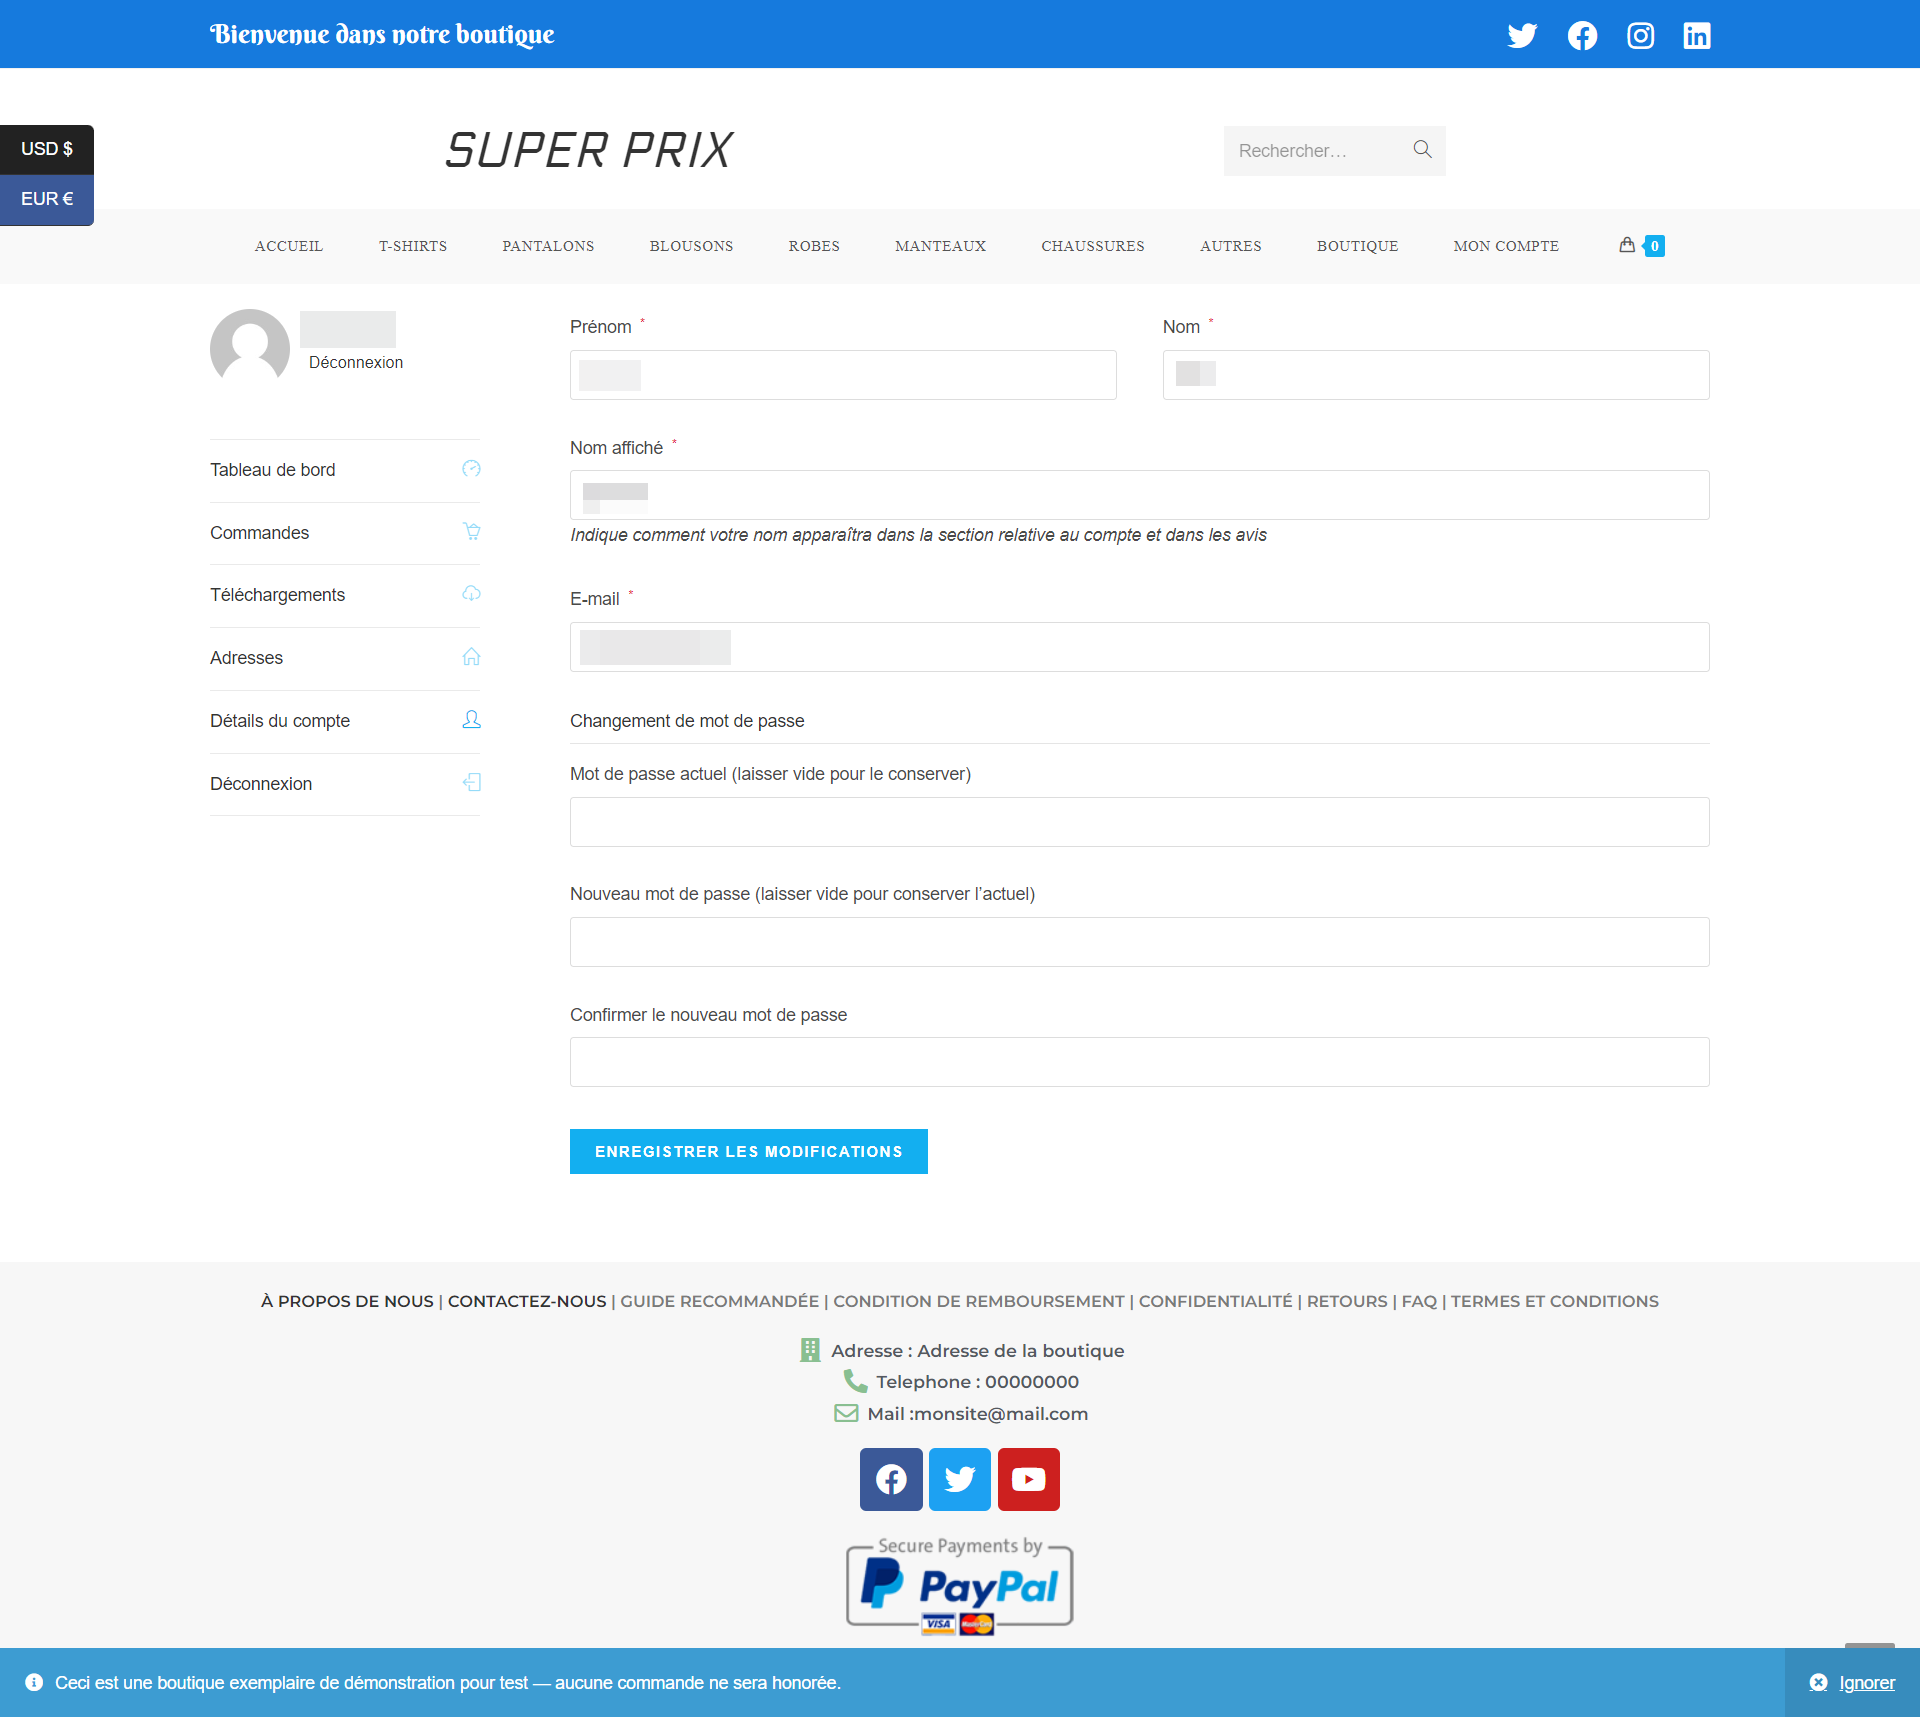 Bienvenue dans notre boutique
USD $
EUR €
SUPER PRIX
Rechercher...
ACCUEIL T-SHIRTS PANTALONS BLOUSONS ROBES MANTEAUX CHAUSSURES AUTRES BOUTIQUE MON COMPTE 0
Déconnexion
Tableau de bord
Commandes
Téléchargements
Adresses
Détails du compte
Déconnexion
Prénom * Nom *
Nom affiché *
Indique comment votre nom apparaîtra dans la section relative au compte et dans les avis
E-mail *
Changement de mot de passe
Mot de passe actuel (laisser vide pour le conserver)
Nouveau mot de passe (laisser vide pour conserver l'actuel)
Confirmer le nouveau mot de passe
ENREGISTRER LES MODIFICATIONS
À PROPOS DE NOUS | CONTACTEZ-NOUS | GUIDE RECOMMANDÉE | CONDITION DE REMBOURSEMENT | CONFIDENTIALITÉ | RETOURS | FAQ | TERMES ET CONDITIONS
Adresse : Adresse de la boutique
Telephone : 00000000
Mail :monsite@mail.com
Secure Payments by
PayPal
VISA MasterCard
Ceci est une boutique exemplaire de démonstration pour test — aucune commande ne sera honorée.
Ignorer